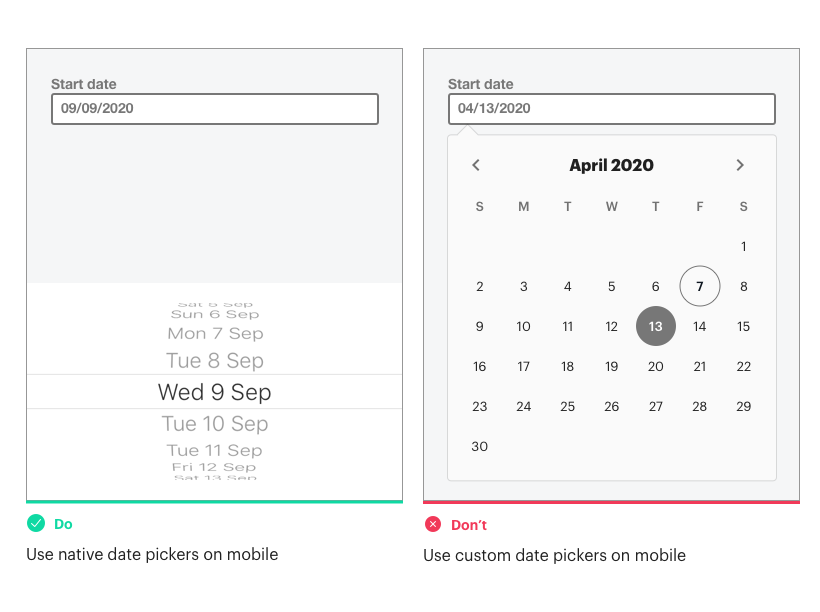 Start date
09/09/2020
Sat 5 Sep
Sun 6 Sep
Mon 7 Sep
Tue 8 Sep
Wed 9 Sep
Tue 10 Sep
Tue 11 Sep
Fri 12 Sep
Sat 13 Sep
Do
Use native date pickers on mobile
Start date
04/13/2020
April 2020
S M T W T F S
1
2 3 4 5 6 7 8
9 10 11 12 13 14 15
16 17 18 19 20 21 22
23 24 25 26 27 28 29
30
Don't
Use custom date pickers on mobile